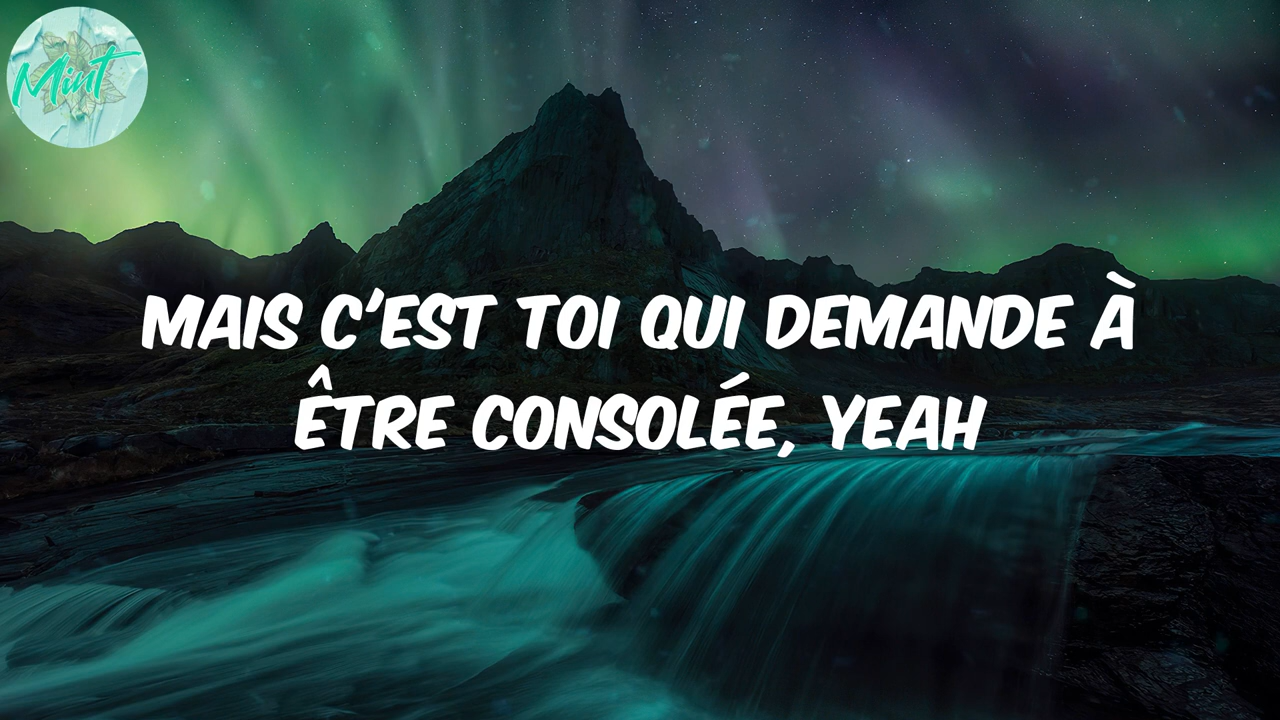 Mint
MAIS C'EST TOI QUI DEMANDE À
ÊTRE CONSOLÉE, YEAH